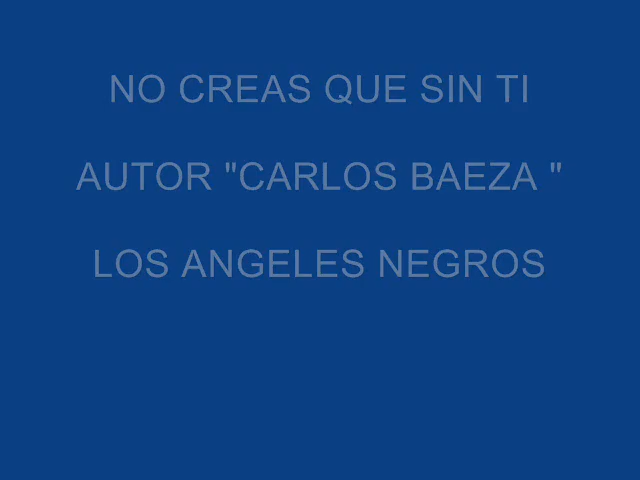 NO CREAS QUE SIN TI
AUTOR "CARLOS BAEZA "
LOS ANGELES NEGROS